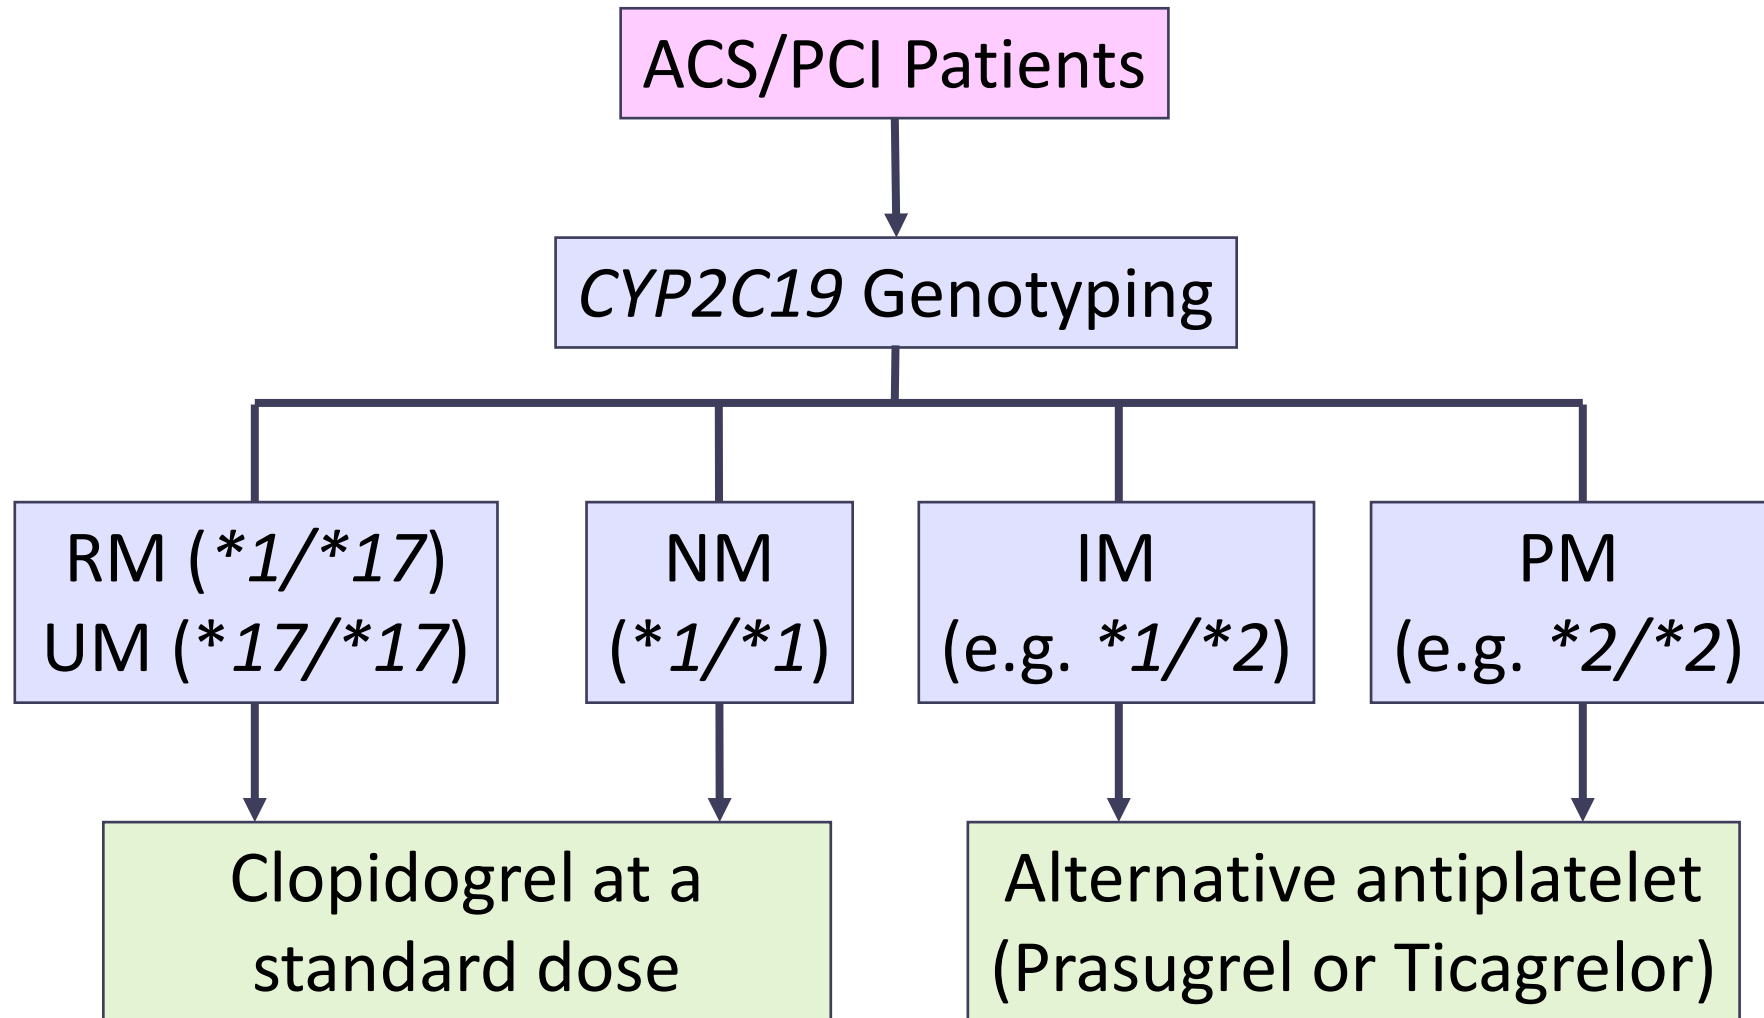 ACS/PCI Patients
CYP2C19 Genotyping
RM (*1/*17)
UM (*17/*17)
NM
(*1/*1)
IM
(e.g. *1/*2)
PM
(e.g. *2/*2)
Clopidogrel at a
standard dose
Alternative antiplatelet
(Prasugrel or Ticagrelor)